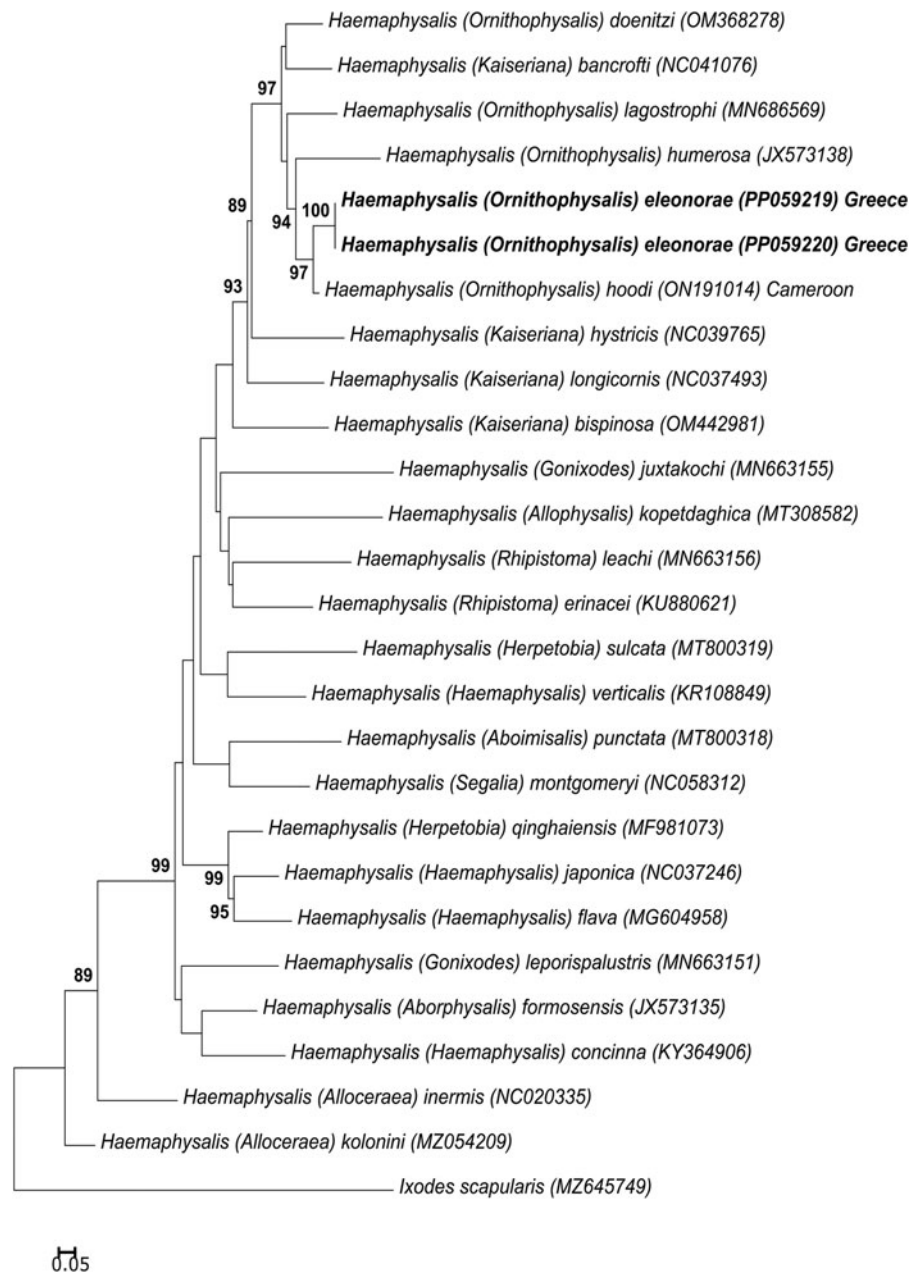 Haemaphysalis (Ornithophysalis) doenitzi (OM368278)
Haemaphysalis (Kaiseriana) bancrofti (NC041076)
97
Haemaphysalis (Ornithophysalis) lagostrophi (MN686569)
Haemaphysalis (Ornithophysalis) humerosa (JX573138)
Haemaphysalis (Ornithophysalis) eleonorae (PP059219) Greece
100
89
94
Haemaphysalis (Ornithophysalis) eleonorae (PP059220) Greece
97
93
Haemaphysalis (Ornithophysalis) hoodi (ON191014) Cameroon
Haemaphysalis (Kaiseriana) hystricis (NC039765)
Haemaphysalis (Kaiseriana) longicornis (NC037493)
Haemaphysalis (Kaiseriana) bispinosa (OM442981)
Haemaphysalis (Gonixodes) juxtakochi (MN663155)
Haemaphysalis (Allophysalis) kopetdaghica (MT308582)
Haemaphysalis (Rhipistoma) leachi (MN663156)
Haemaphysalis (Rhipistoma) erinacei (KU880621)
Haemaphysalis (Herpetobia) sulcata (MT800319)
Haemaphysalis (Haemaphysalis) verticalis (KR108849)
Haemaphysalis (Aboimisalis) punctata (MT800318)
Haemaphysalis (Segalia) montgomeryi (NC058312)
Haemaphysalis (Herpetobia) qinghaiensis (MF981073)
99
99
Haemaphysalis (Haemaphysalis) japonica (NC037246)
95
Haemaphysalis (Haemaphysalis) flava (MG604958)
Haemaphysalis (Gonixodes) leporispalustris (MN663151)
89
Haemaphysalis (Aborphysalis) formosensis (JX573135)
Haemaphysalis (Haemaphysalis) concinna (KY364906)
Haemaphysalis (Alloceraea) inermis (NC020335)
Haemaphysalis (Alloceraea) kolonini (MZ054209)
Ixodes scapularis (MZ645749)
0.05